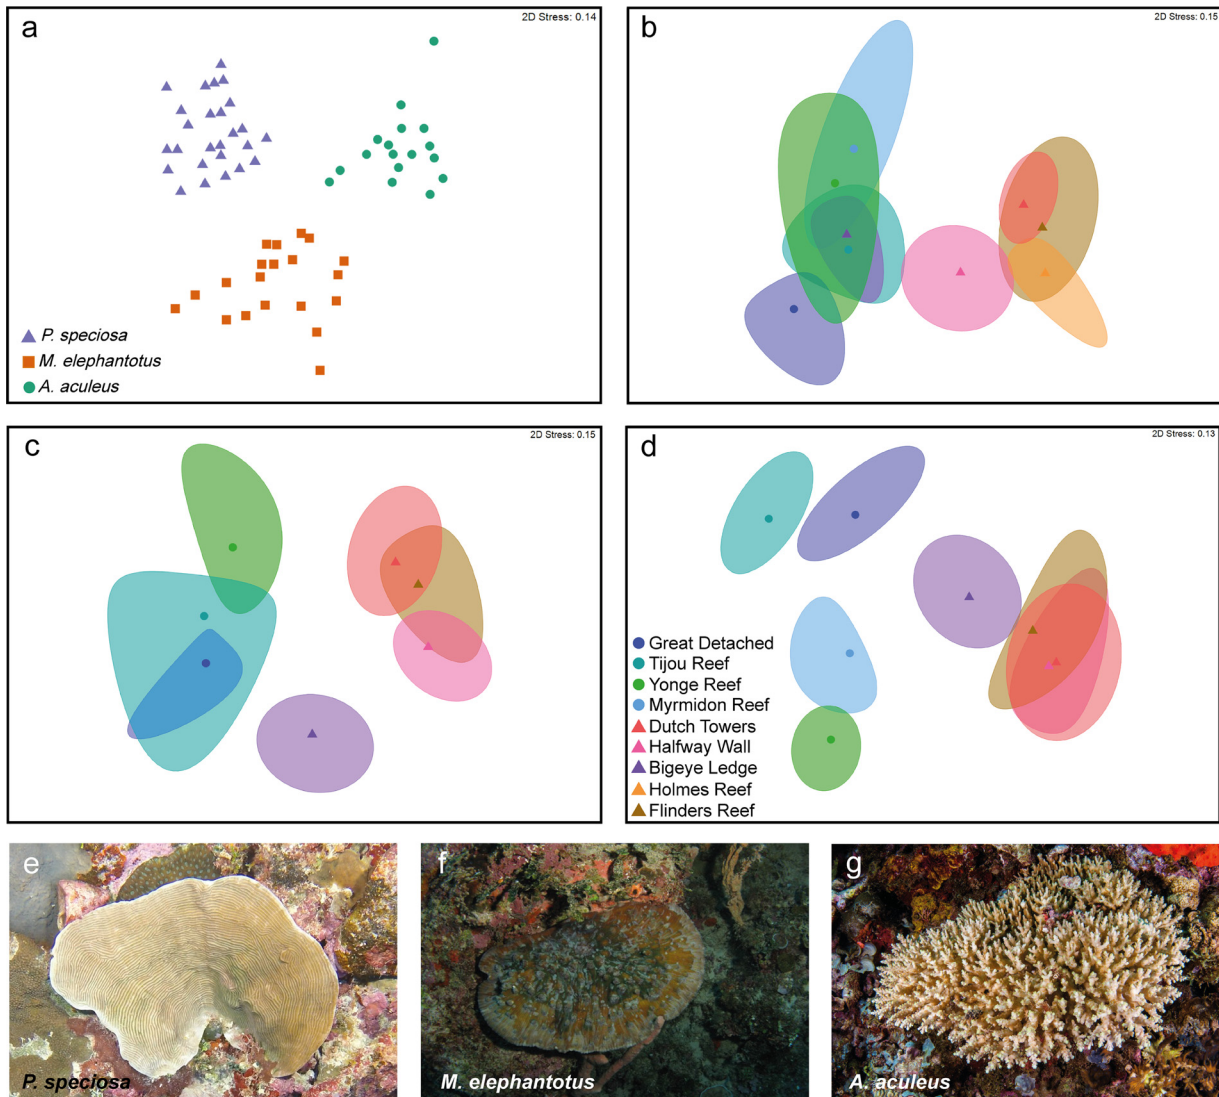 a
2D Stress: 0.14
P. speciosa
M. elephantotus
A. aculeus
b
2D Stress: 0.15
c
2D Stress: 0.15
d
2D Stress: 0.13
Great Detached
Tijou Reef
Yonge Reef
Myrmidon Reef
Dutch Towers
Halfway Wall
Bigeye Ledge
Holmes Reef
Flinders Reef
e
P. speciosa
f
M. elephantotus
g
A. aculeus